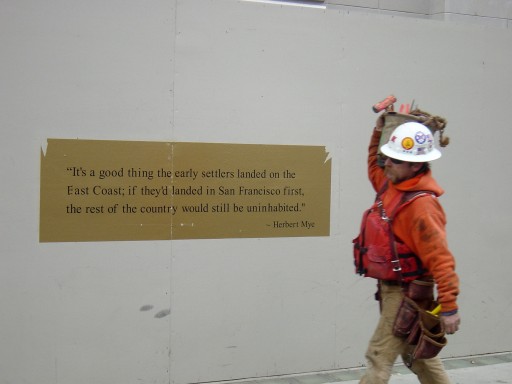 “It's a good thing the early settlers landed on the
East Coast; if they'd landed in San Francisco first,
the rest of the country would still be uninhabited."
– Herbert Mye